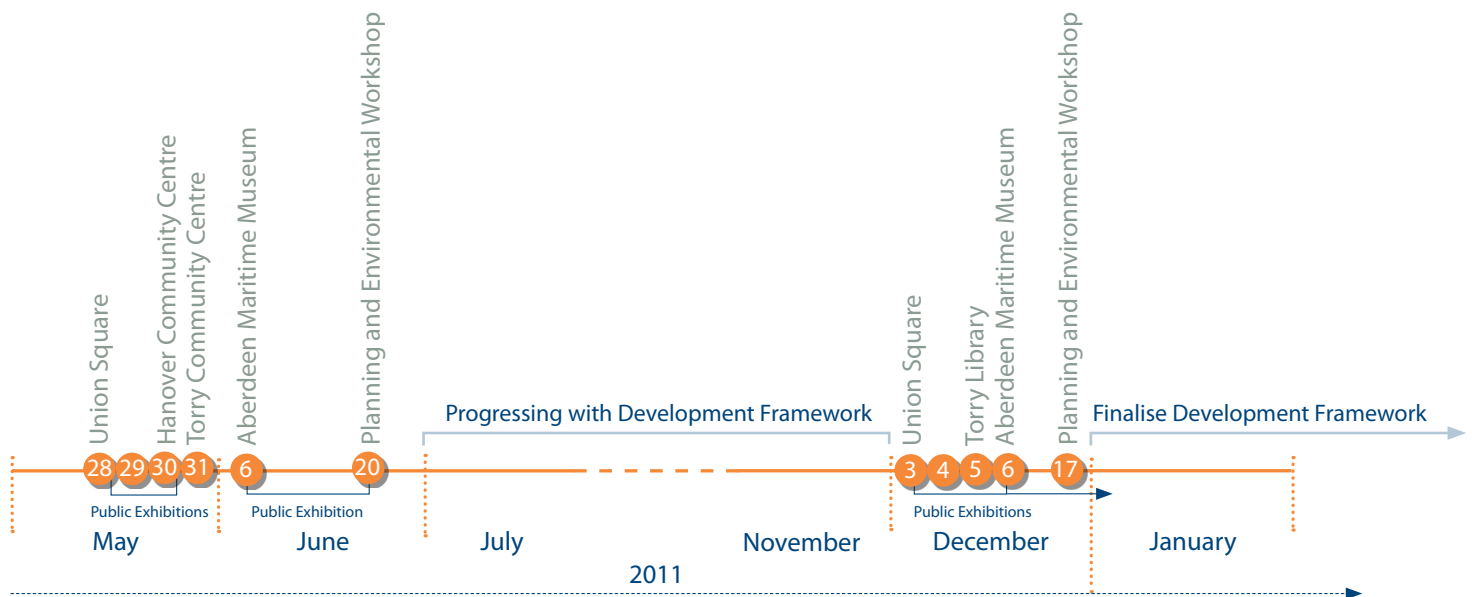 Union Square
Hanover Community Centre
Torry Community Centre
Aberdeen Maritime Museum
Planning and Environmental Workshop
Union Square
Torry Library
Aberdeen Maritime Museum
Planning and Environmental Workshop
Progressing with Development Framework
Finalise Development Framework
28 29 30 31 6 20 3 4 5 6 17
Public Exhibitions Public Exhibition Public Exhibitions
May June July November December January
2011